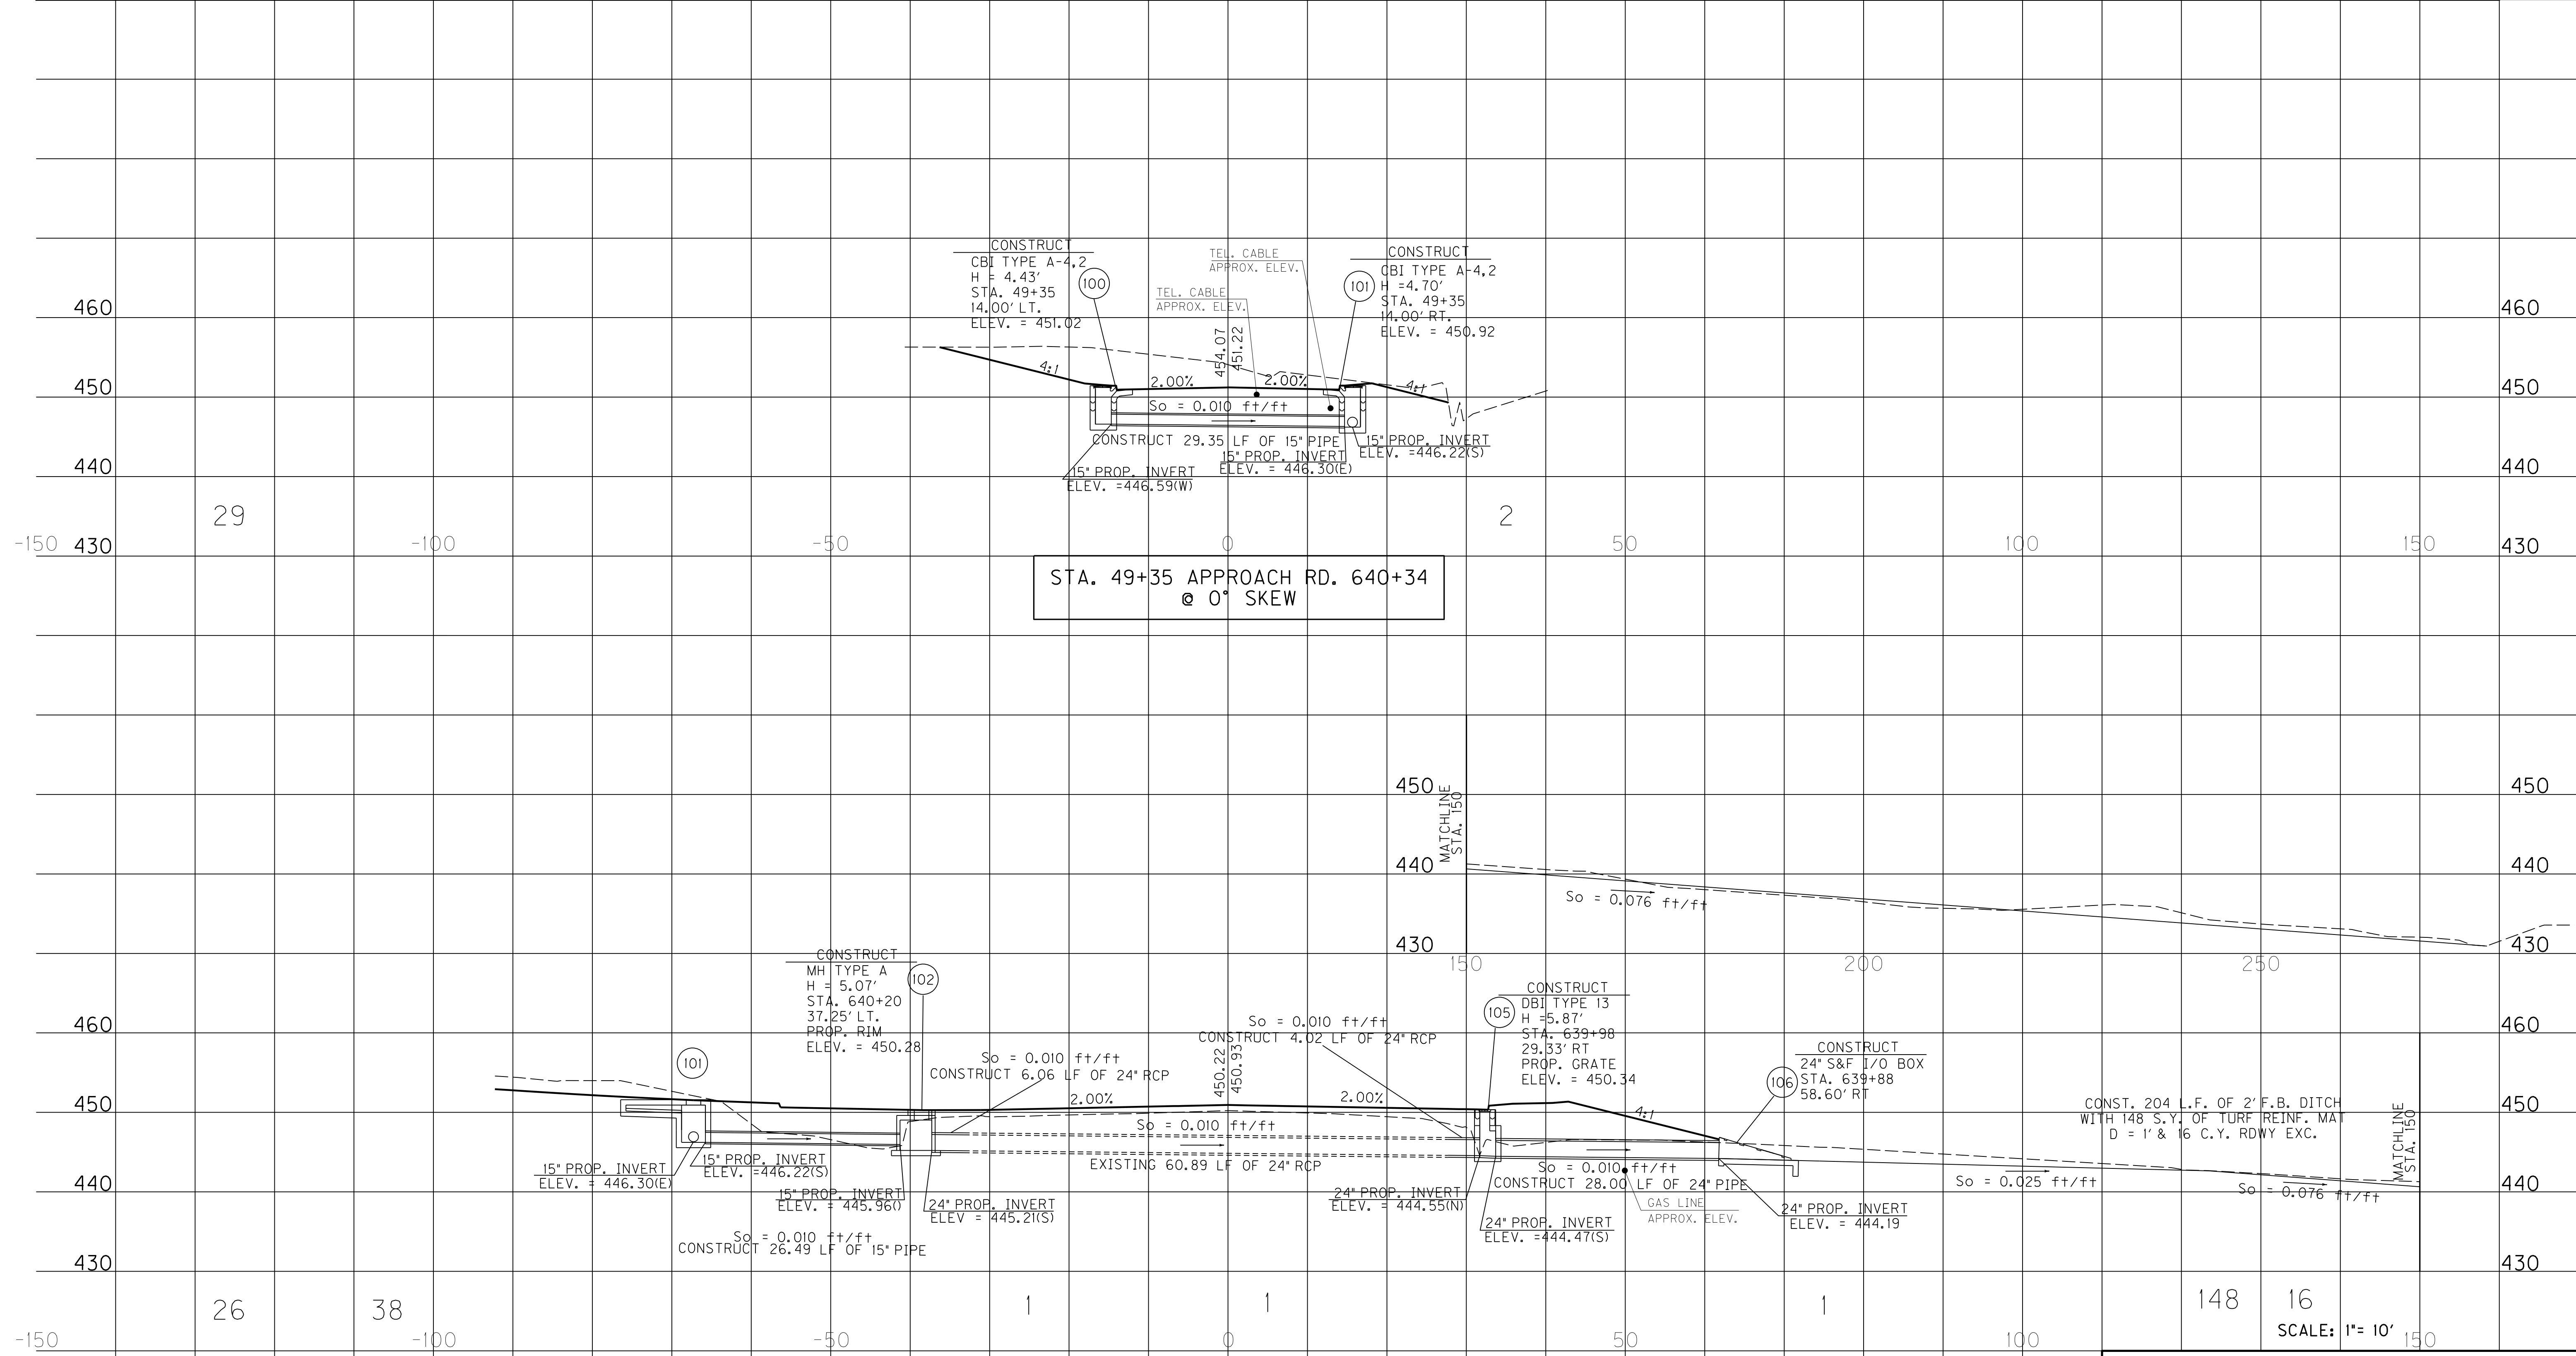 CONSTRUCT
CBI TYPE A-4,2
H = 4.43'
STA. 49+35
14.00' LT.
ELEV. = 451.02
100
TEL. CABLE
APPROX. ELEV.
TEL. CABLE
APPROX. ELEV.
101
CONSTRUCT
CBI TYPE A-4,2
H =4.70'
STA. 49+35
14.00' RT.
ELEV. = 450.92
460
460
454.07
451.22
4:1
2.00%
2.00%
4:1
450
450
So = 0.010 ft/ft
CONSTRUCT 29.35 LF OF 15" PIPE
15" PROP. INVERT
ELEV. =446.22(S)
15" PROP. INVERT
ELEV. = 446.30(E)
15" PROP. INVERT
ELEV. =446.59(W)
440
440
29
2
-150
430
-100
-50
0
50
100
150
430
STA. 49+35 APPROACH RD. 640+34
@ 0° SKEW
450
MATCHLINE
STA. 150
450
440
440
So = 0.076 ft/ft
430
430
150
200
250
CONSTRUCT
MH TYPE A
H = 5.07'
STA. 640+20
37.25' LT.
PROP. RIM
ELEV. = 450.28
102
CONSTRUCT
DBI TYPE 13
H =5.87'
STA. 639+98
29.33' RT
PROP. GRATE
ELEV. = 450.34
105
460
460
101
So = 0.010 ft/ft
CONSTRUCT 6.06 LF OF 24" RCP
So = 0.010 ft/ft
CONSTRUCT 4.02 LF OF 24" RCP
450.22
450.93
CONSTRUCT
24" S&F I/O BOX
STA. 639+88
58.60' RT
106
450
450
2.00%
2.00%
4:1
CONST. 204 L.F. OF 2' F.B. DITCH
WITH 148 S.Y. OF TURF REINF. MAT
D = 1' & 16 C.Y. RDWY EXC.
MATCHLINE
STA. 150
So = 0.010 ft/ft
EXISTING 60.89 LF OF 24" RCP
15" PROP. INVERT
ELEV. = 446.30(E)
15" PROP. INVERT
ELEV. =446.22(S)
15" PROP. INVERT
ELEV. = 445.96()
24" PROP. INVERT
ELEV = 445.21(S)
24" PROP. INVERT
ELEV. = 444.55(N)
So = 0.010 ft/ft
CONSTRUCT 28.00 LF OF 24" PIPE
GAS LINE
APPROX. ELEV.
24" PROP. INVERT
ELEV. =444.47(S)
24" PROP. INVERT
ELEV. = 444.19
So = 0.025 ft/ft
So = 0.076 ft/ft
440
440
So = 0.010 ft/ft
CONSTRUCT 26.49 LF OF 15" PIPE
430
430
26
38
1
1
1
148
16
SCALE: 1"= 10'
-150
-100
-50
0
50
100
150